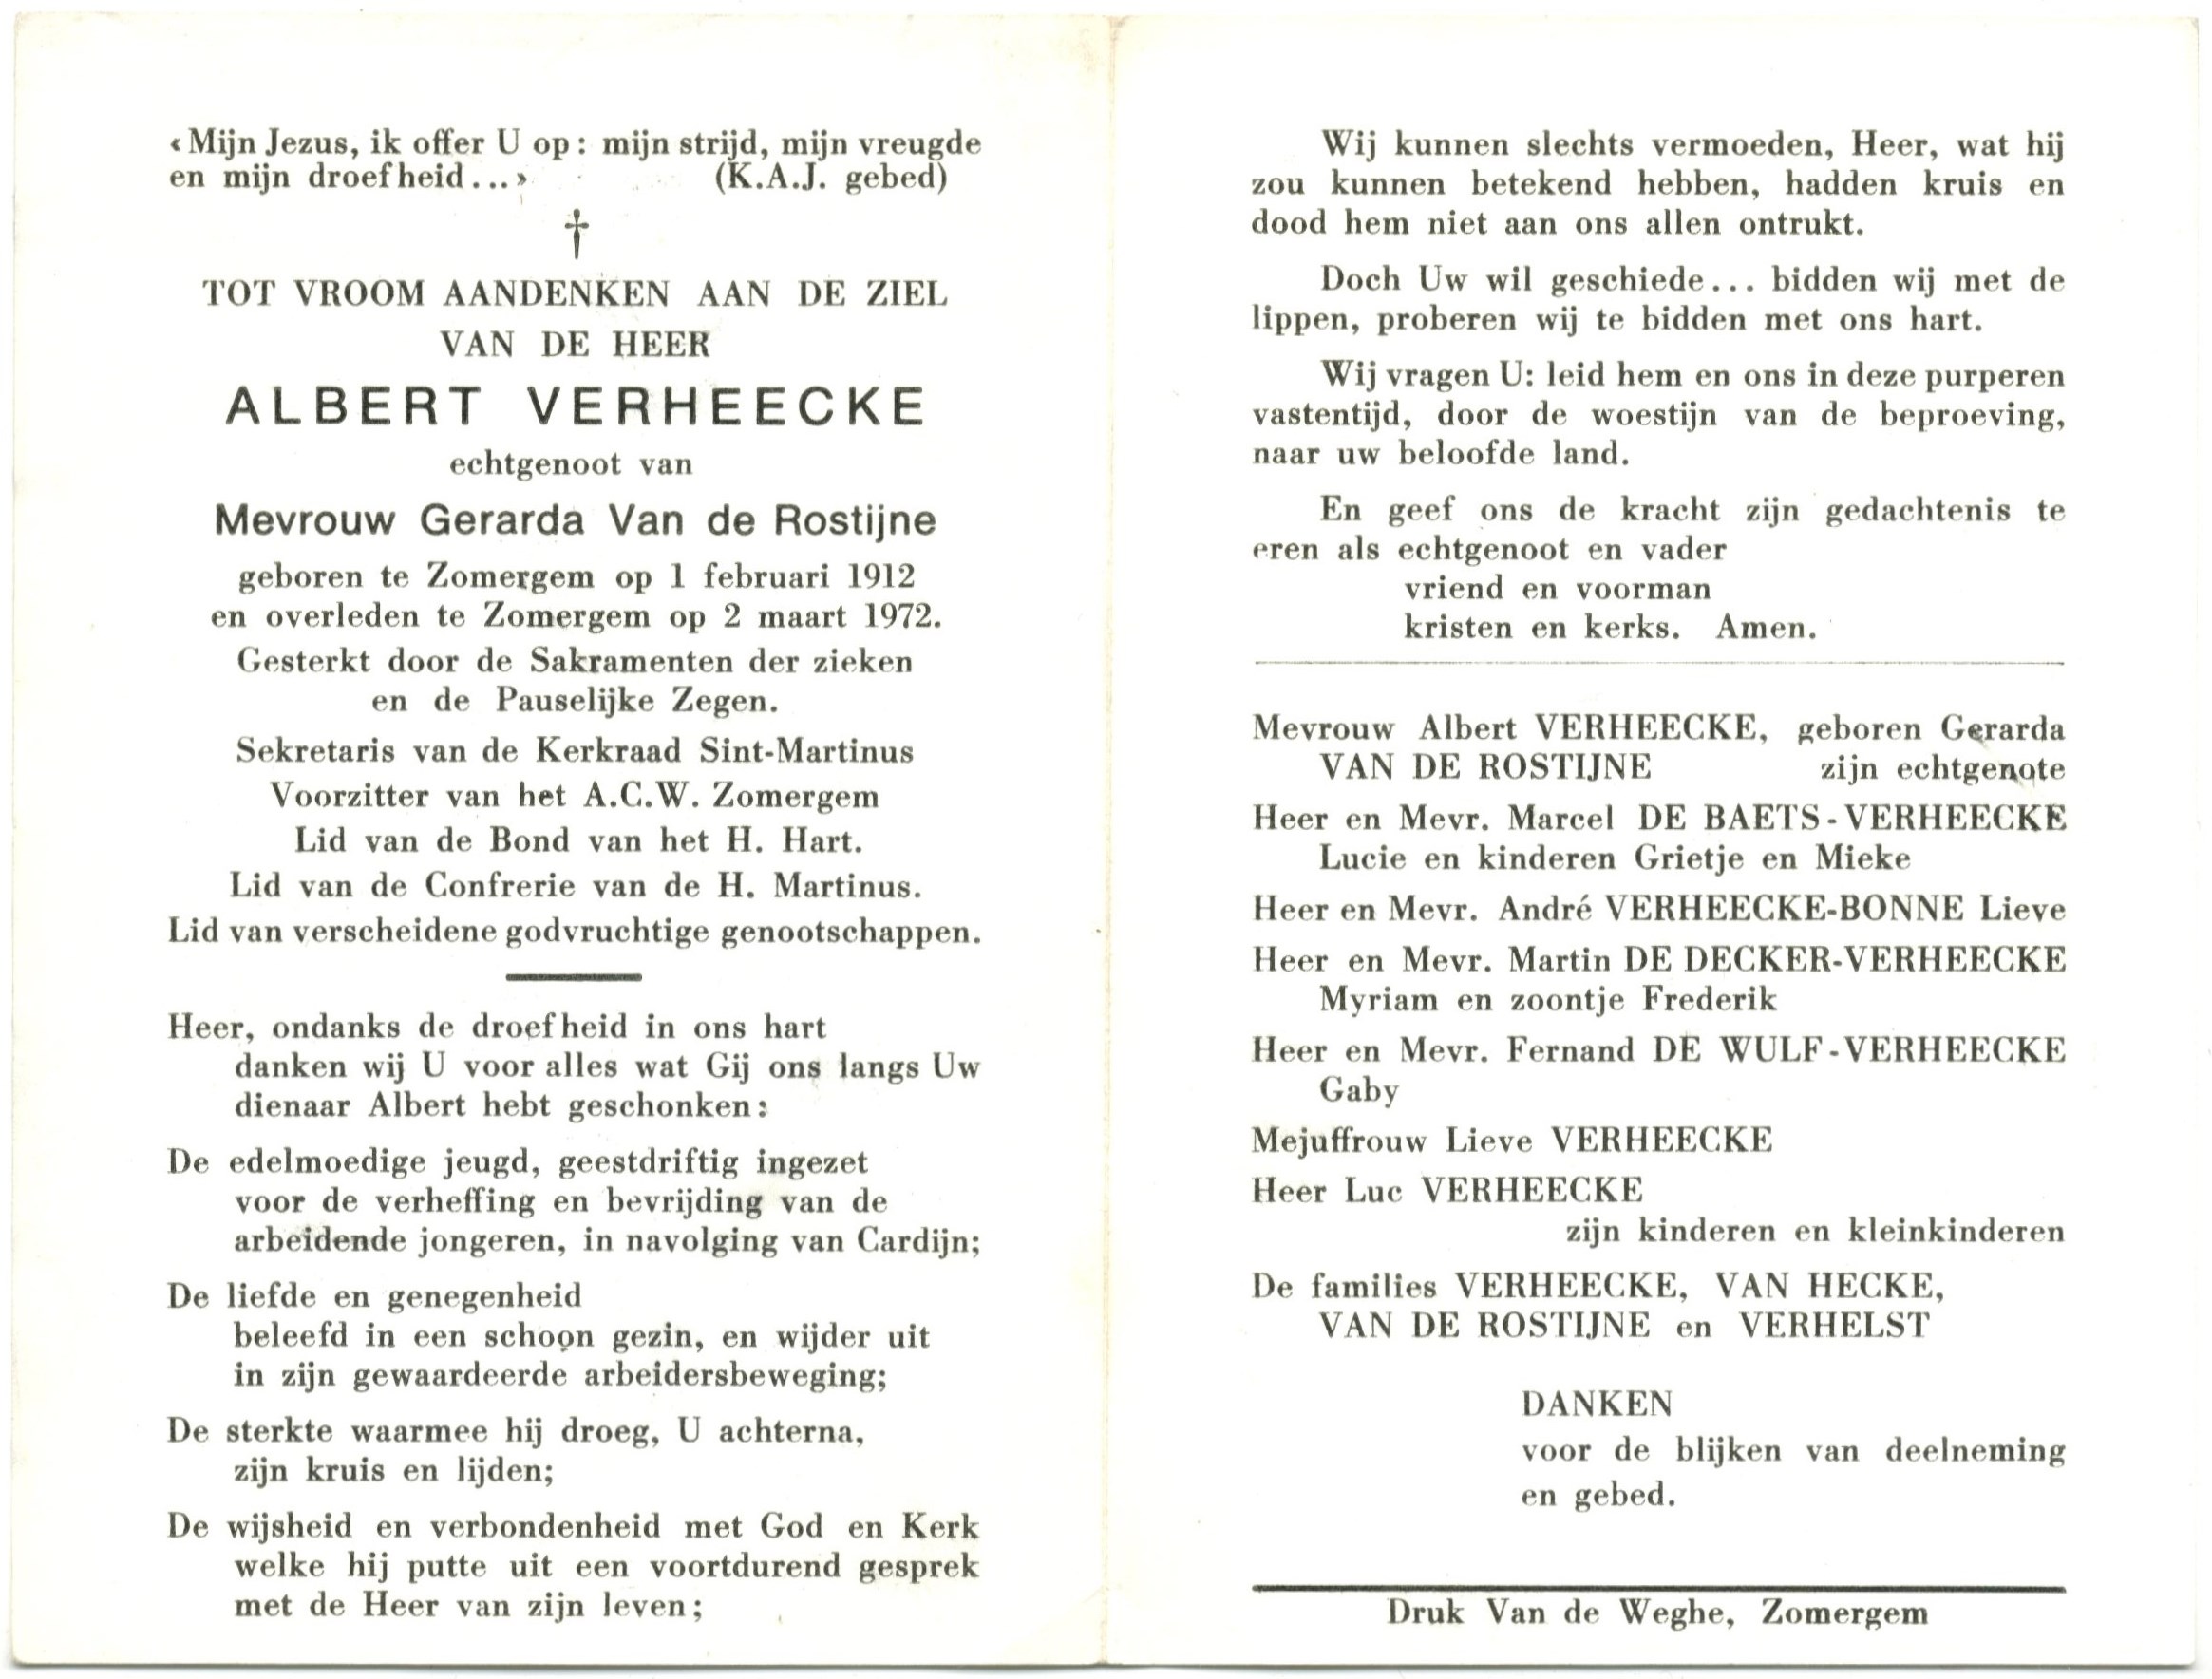 ‹ Mijn Jezus, ik offer U op : mijn strijd, mijn vreugde
en mijn droefheid... › (K.A.J. gebed)
†
TOT VROOM AANDENKEN AAN DE ZIEL
VAN DE HEER
ALBERT VERHEECKE
echtgenoot van
Mevrouw Gerarda Van de Rostijne
geboren te Zomergem op 1 februari 1912
en overleden te Zomergem op 2 maart 1972.
Gesterkt door de Sakramenten der zieken
en de Pauselijke Zegen.
Sekretaris van de Kerkraad Sint-Martinus
Voorzitter van het A.C.W. Zomergem
Lid van de Bond van het H. Hart.
Lid van de Confrerie van de H. Martinus.
Lid van verscheidene godvruchtige genootschappen.
Heer, ondanks de droefheid in ons hart
danken wij U voor alles wat Gij ons langs Uw
dienaar Albert hebt geschonken :
De edelmoedige jeugd, geestdriftig ingezet
voor de verheffing en bevrijding van de
arbeidende jongeren, in navolging van Cardijn;
De liefde en genegenheid
beleefd in een schoon gezin, en wijder uit
in zijn gewaardeerde arbeidersbeweging;
De sterkte waarmee hij droeg, U achterna,
zijn kruis en lijden;
De wijsheid en verbondenheid met God en Kerk
welke hij putte uit een voortdurend gesprek
met de Heer van zijn leven ;
Wij kunnen slechts vermoeden, Heer, wat hij
zou kunnen betekend hebben, hadden kruis en
dood hem niet aan ons allen ontrukt.
Doch Uw wil geschiede... bidden wij met de
lippen, proberen wij te bidden met ons hart.
Wij vragen U: leid hem en ons in deze purperen
vastentijd, door de woestijn van de beproeving,
naar uw beloofde land.
En geef ons de kracht zijn gedachtenis te
eren als echtgenoot en vader
vriend en voorman
kristen en kerks. Amen.
Mevrouw Albert VERHEECKE, geboren Gerarda
VAN DE ROSTIJNE zijn echtgenote
Heer en Mevr. Marcel DE BAETS-VERHEECKE
Lucie en kinderen Grietje en Mieke
Heer en Mevr. André VERHEECKE-BONNE Lieve
Heer en Mevr. Martin DE DECKER-VERHEECKE
Myriam en zoontje Frederik
Heer en Mevr. Fernand DE WULF-VERHEECKE
Gaby
Mejuffrouw Lieve VERHEECKE
Heer Luc VERHEECKE
zijn kinderen en kleinkinderen
De families VERHEECKE, VAN HECKE,
VAN DE ROSTIJNE en VERHELST
DANKEN
voor de blijken van deelneming
en gebed.
Druk Van de Weghe, Zomergem